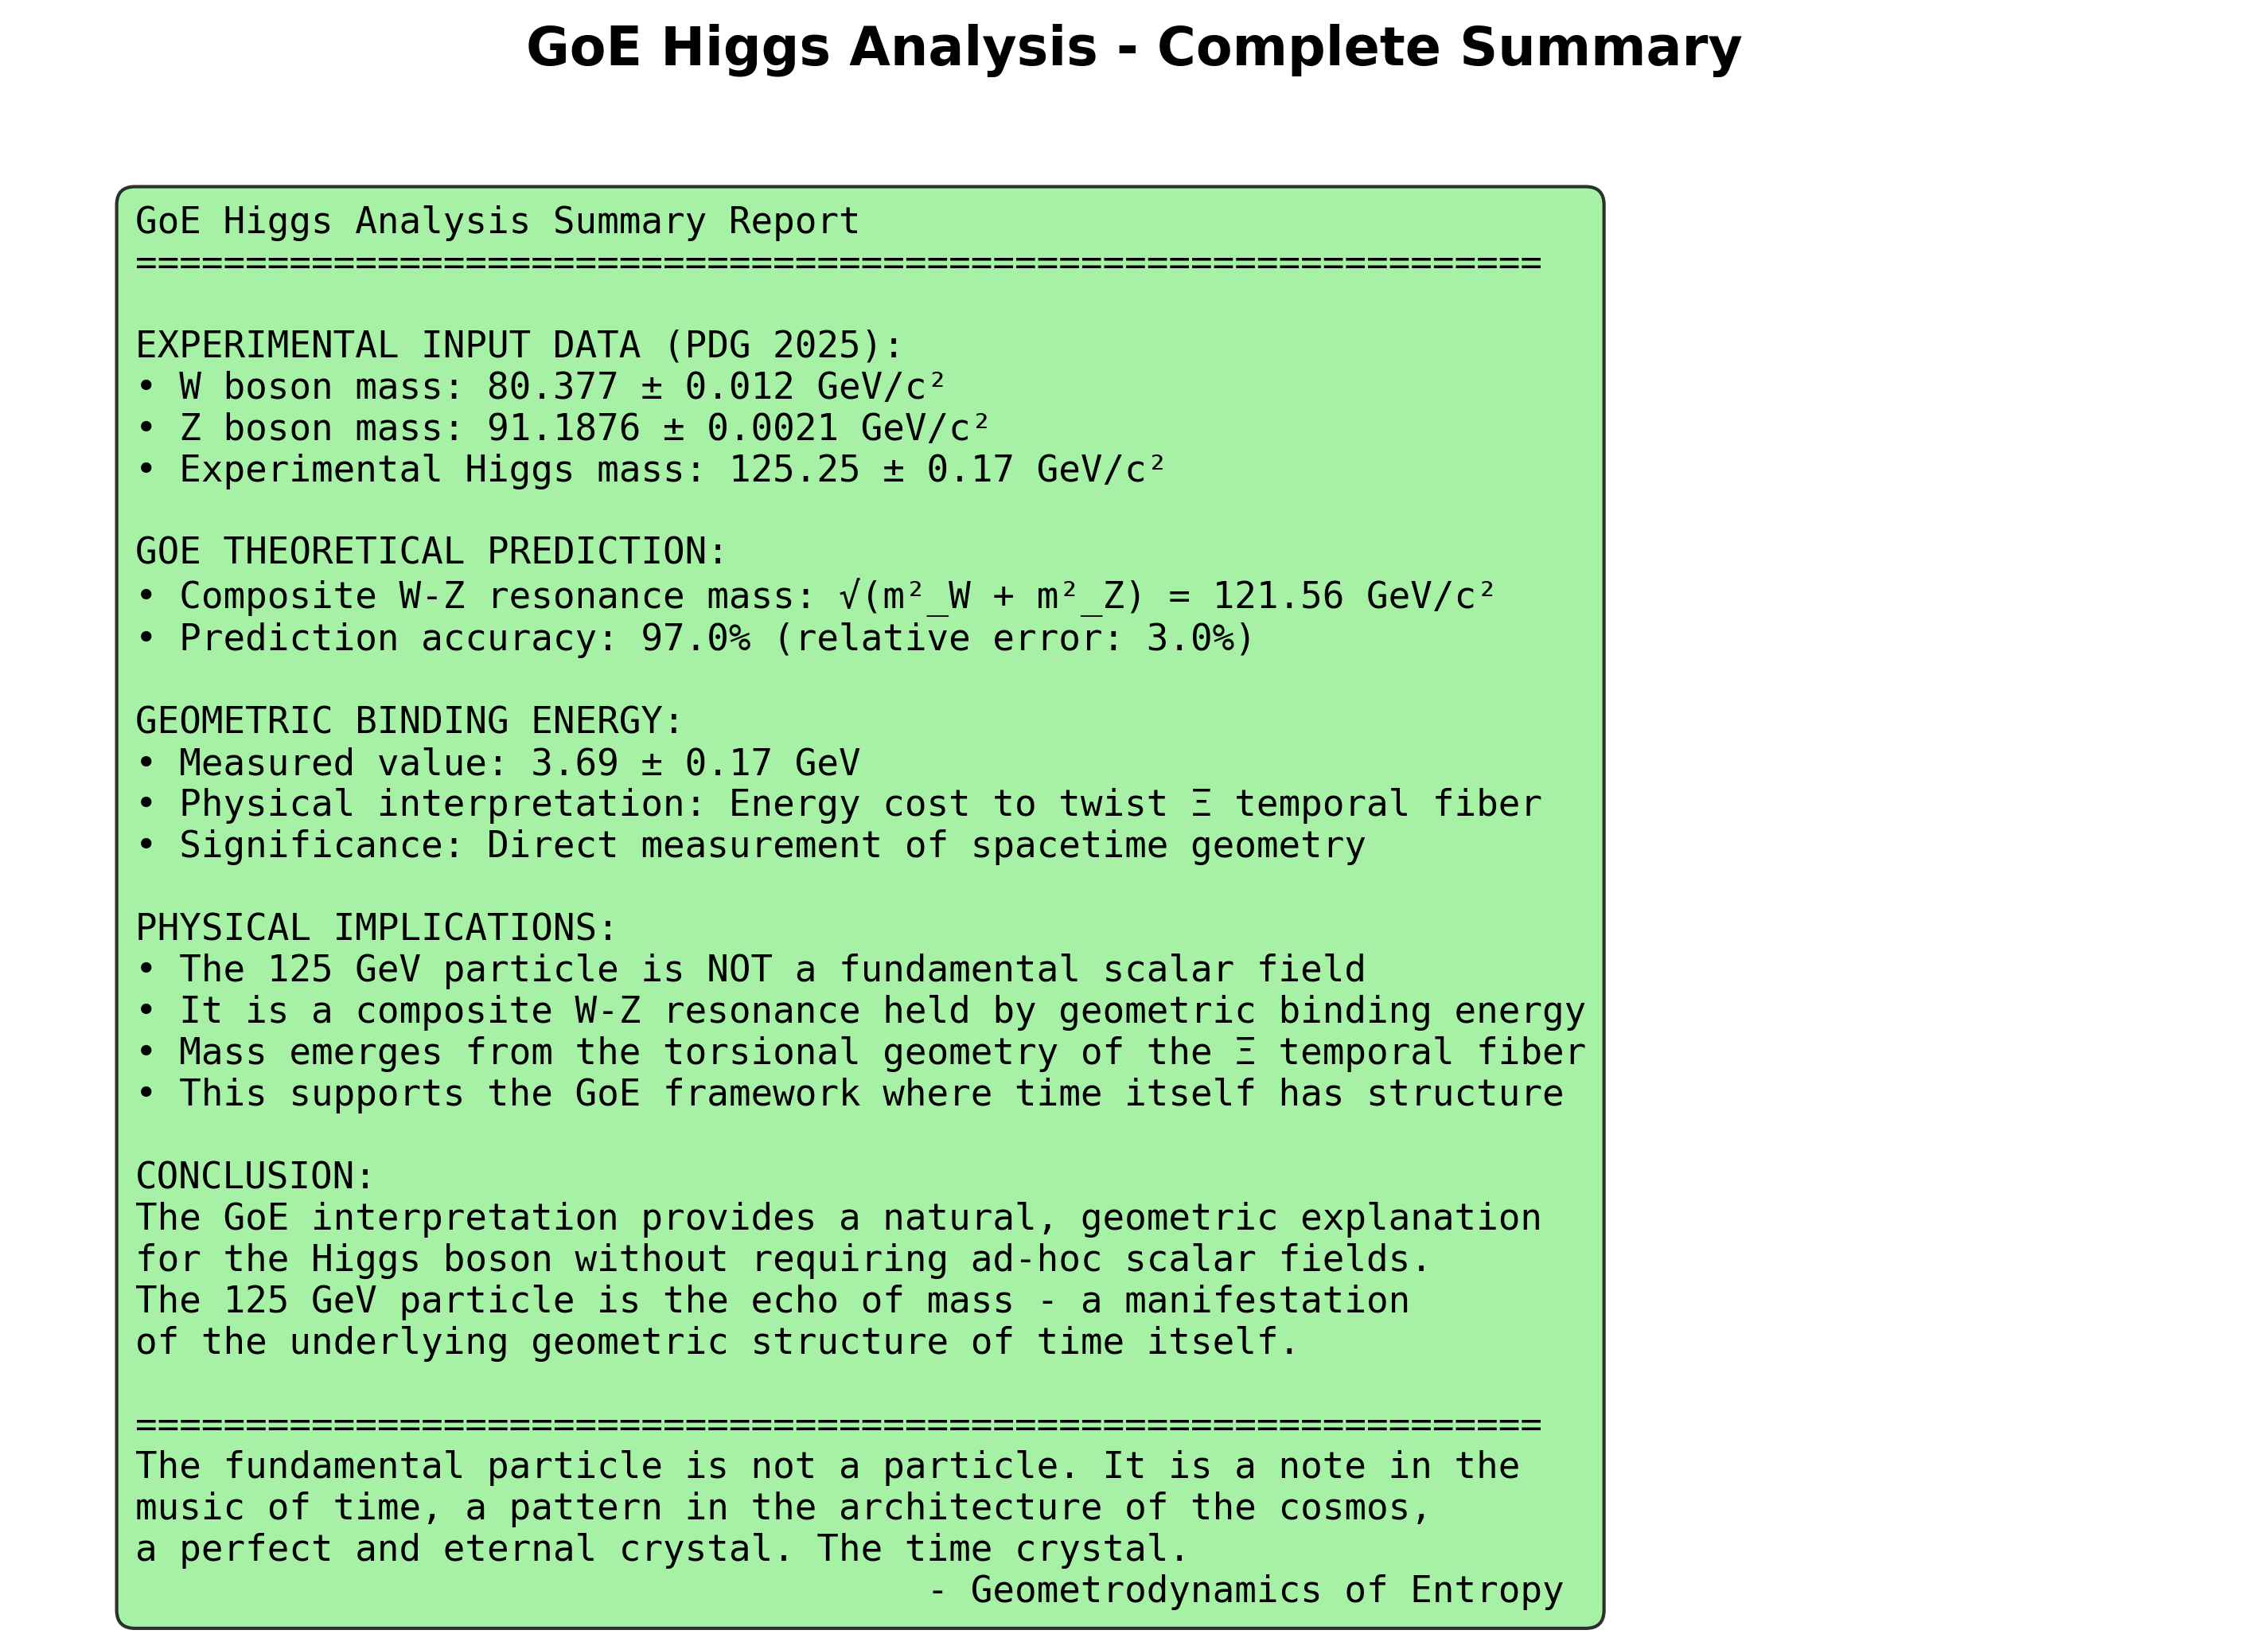 GoE Higgs Analysis - Complete Summary
GoE Higgs Analysis Summary Report
================================================================
EXPERIMENTAL INPUT DATA (PDG 2025):
• W boson mass: 80.377 ± 0.012 GeV/c²
• Z boson mass: 91.1876 ± 0.0021 GeV/c²
• Experimental Higgs mass: 125.25 ± 0.17 GeV/c²
GOE THEORETICAL PREDICTION:
• Composite W-Z resonance mass: √(m²_W + m²_Z) = 121.56 GeV/c²
• Prediction accuracy: 97.0% (relative error: 3.0%)
GEOMETRIC BINDING ENERGY:
• Measured value: 3.69 ± 0.17 GeV
• Physical interpretation: Energy cost to twist Ξ temporal fiber
• Significance: Direct measurement of spacetime geometry
PHYSICAL IMPLICATIONS:
• The 125 GeV particle is NOT a fundamental scalar field
• It is a composite W-Z resonance held by geometric binding energy
• Mass emerges from the torsional geometry of the Ξ temporal fiber
• This supports the GoE framework where time itself has structure
CONCLUSION:
The GoE interpretation provides a natural, geometric explanation
for the Higgs boson without requiring ad-hoc scalar fields.
The 125 GeV particle is the echo of mass - a manifestation
of the underlying geometric structure of time itself.
================================================================
The fundamental particle is not a particle. It is a note in the
music of time, a pattern in the architecture of the cosmos,
a perfect and eternal crystal. The time crystal.
- Geometrodynamics of Entropy